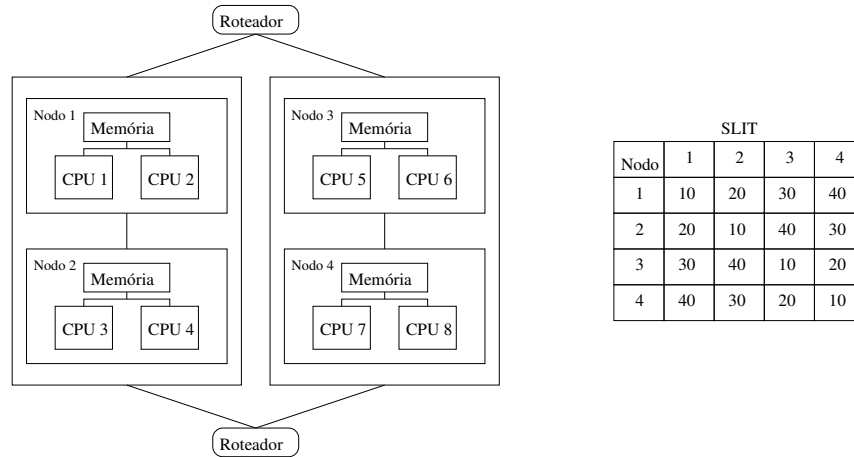 Roteador
Nodo 1
Memória
CPU 1 CPU 2
Nodo 3
Memória
CPU 5 CPU 6
Nodo 2
Memória
CPU 3 CPU 4
Nodo 4
Memória
CPU 7 CPU 8
Roteador
SLIT
Nodo 1 2 3 4
1 10 20 30 40
2 20 10 40 30
3 30 40 10 20
4 40 30 20 10